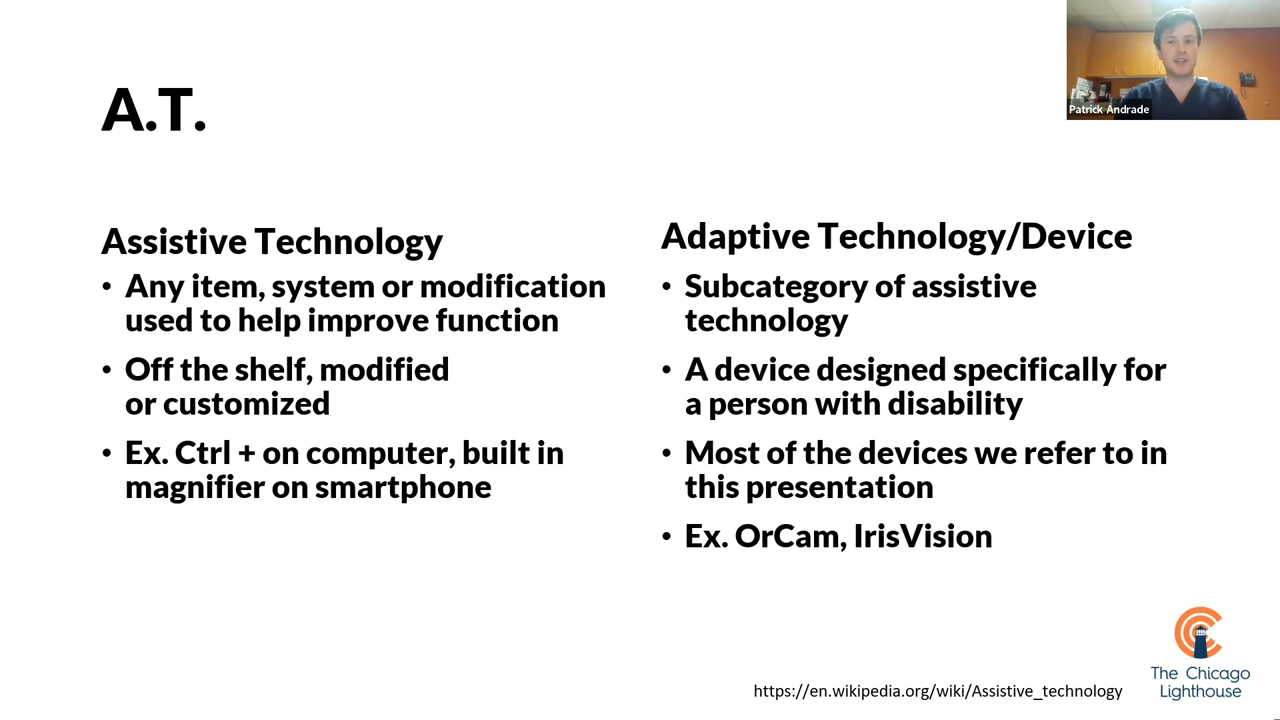 Patrick Andrade
A.T.
Assistive Technology
• Any item, system or modification
used to help improve function
• Off the shelf, modified
or customized
• Ex. Ctrl + on computer, built in
magnifier on smartphone
Adaptive Technology/Device
• Subcategory of assistive
technology
• A device designed specifically for
a person with disability
• Most of the devices we refer to in
this presentation
• Ex. OrCam, IrisVision
https://en.wikipedia.org/wiki/Assistive_technology
The Chicago
Lighthouse